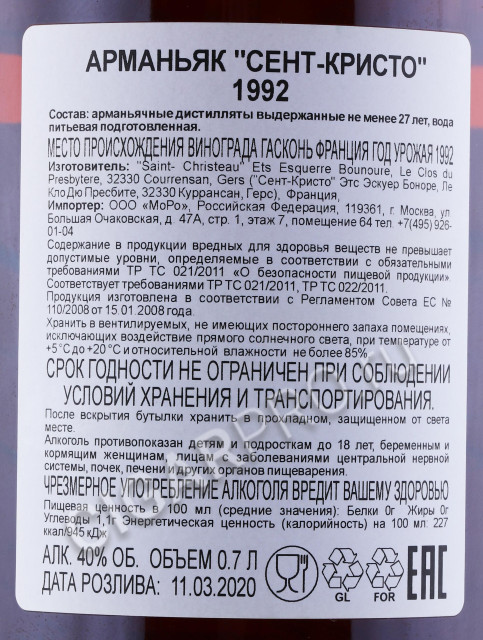 АРМАНЬЯК "СЕНТ-КРИСТО"
1992
Состав: арманьячные дистилляты выдержанные не менее 27 лет, вода
питьевая подготовленная.
МЕСТО ПРОИСХОЖДЕНИЯ ВИНОГРАДА ГАСКОНЬ ФРАНЦИЯ ГОД УРОЖАЯ 1992
Изготовитель: "Saint- Christeau" Ets Esquerre Bounoure, Le Clos du
Presbytere, 32330 Courrensan, Gers ("Сент-Кристо" Этс Эскуер Боноре, Ле
Кло Дю Пресбите, 32330 Куррансан, Герс), Франция,
Импортер: ООО «МоРо», Российская Федерация, 119361, г. Москва, ул.
Большая Очаковская, д. 47А, стр. 1, этаж 7, помещение 64 тел. +7(495) 926-
01-04
Содержание в продукции вредных для здоровья веществ не превышает
допустимые уровни, определяемые в соответствии с обязательными
требованиями ТР ТС 021/2011 «О безопасности пищевой продукции».
Соответствует требованиями ТР ТС 021/2011, ТР ТС 022/2011.
Продукция изготовлена в соответствии с Регламентом Совета ЕС №
110/2008 от 15.01.2008 года.
Хранить в вентилируемых, не имеющих постороннего запаха помещениях,
исключающих воздействие прямого солнечного света, при температуре от
+5°С до +20°С и относительной влажности не более 85%
СРОК ГОДНОСТИ НЕ ОГРАНИЧЕН ПРИ СОБЛЮДЕНИИ
УСЛОВИЙ ХРАНЕНИЯ И ТРАНСПОРТИРОВАНИЯ.
После вскрытия бутылки хранить в прохладном, защищенном от света
месте.
Алкоголь противопоказан детям и подросткам до 18 лет, беременным и
кормящим женщинам, лицам с заболеваниями центральной нервной
системы, почек, печени и других органов пищеварения.
ЧРЕЗМЕРНОЕ УПОТРЕБЛЕНИЕ АЛКОГОЛЯ ВРЕДИТ ВАШЕМУ ЗДОРОВЬЮ
Пищевая ценность в 100 мл (средние значения): Белки 0г Жиры 0г
Углеводы 1,1г Энергетическая ценность (калорийность) на 100 мл: 227
ккал/945 кДж
АЛК. 40% ОБ. ОБЪЕМ 0.7 Л
ДАТА РОЗЛИВА: 11.03.2020
GL
FOR
EAC